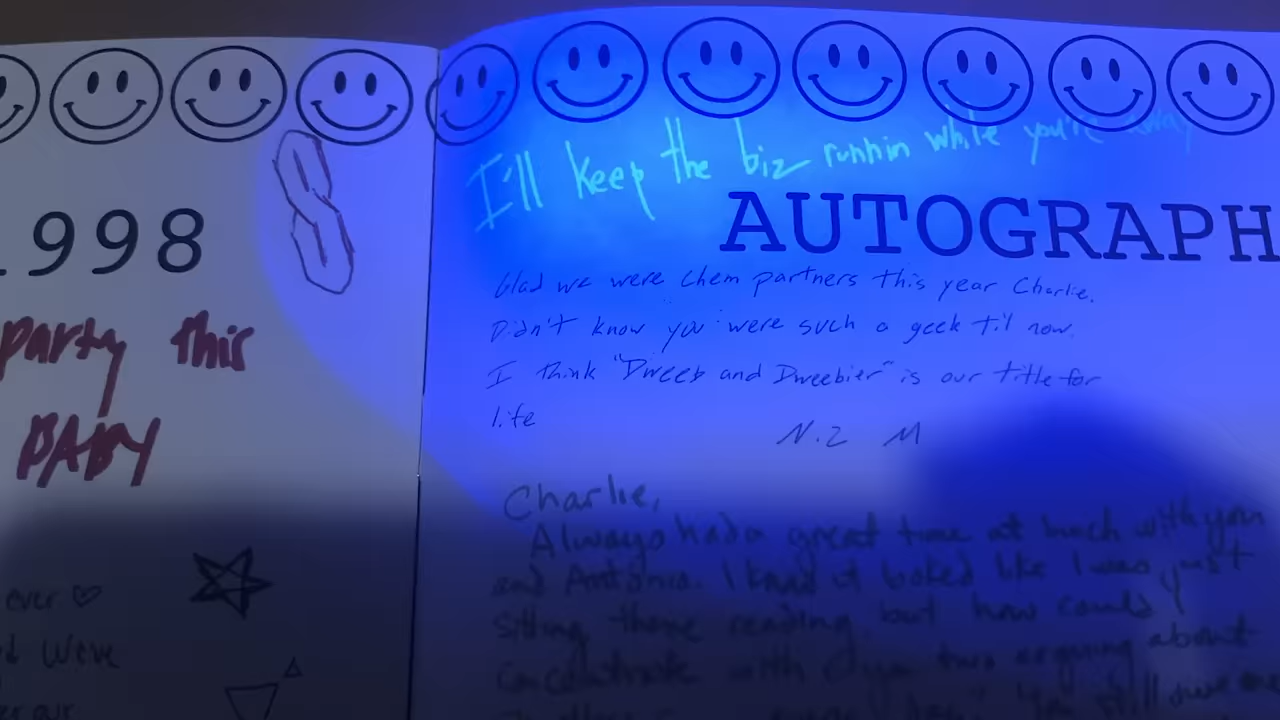 1998
party this
BABY
ever
We've
I'll keep the biz runnin while you're away
AUTOGRAPH
Glad we were chem partners this year Charlie.
Didn't know you were such a geek til now.
I think "Dweeb and Dweebier" is our title for
life
N.Z M
Charlie,
Always had a great time at lunch with you
and Antonia. I know it looked like I was just
sitting there reading, but how could I
concentrate with you two arguing about